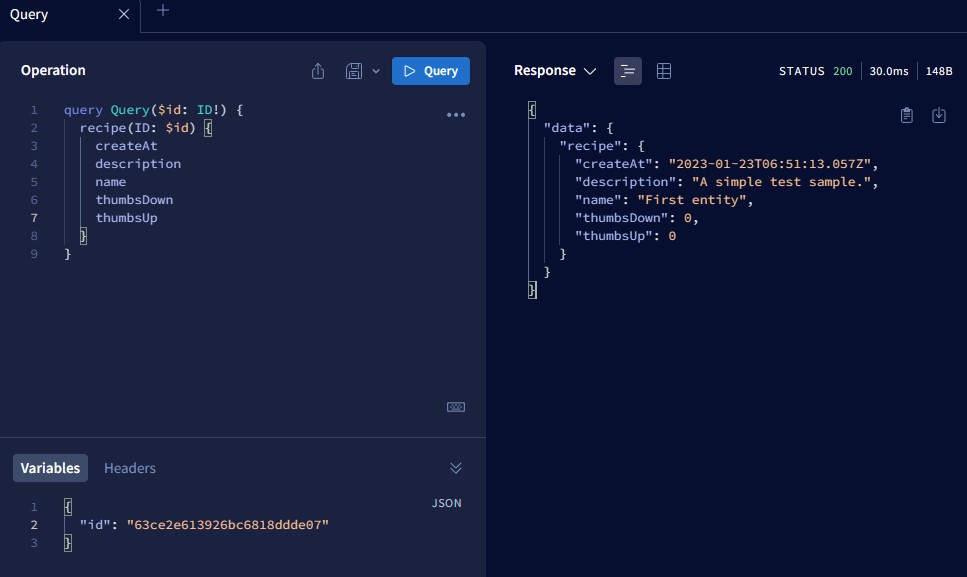 Query
Operation
Query
1 query Query($id: ID!) {
2 recipe(ID: $id) {
3 createAt
4 description
5 name
6 thumbsDown
7 thumbsUp
8 }
9 }
Variables Headers
JSON
1 {
2 "id": "63ce2e613926bc6818ddde07"
3 }
Response
STATUS 200 30.0ms 148B
{
"data": {
"recipe": {
"createAt": "2023-01-23T06:51:13.057Z",
"description": "A simple test sample.",
"name": "First entity",
"thumbsDown": 0,
"thumbsUp": 0
}
}
}